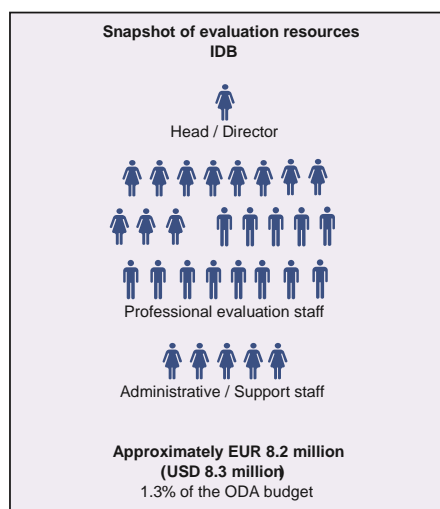 Snapshot of evaluation resources
IDB
Head / Director
Professional evaluation staff
Administrative / Support staff
Approximately EUR 8.2 million
(USD 8.3 million)
1.3% of the ODA budget